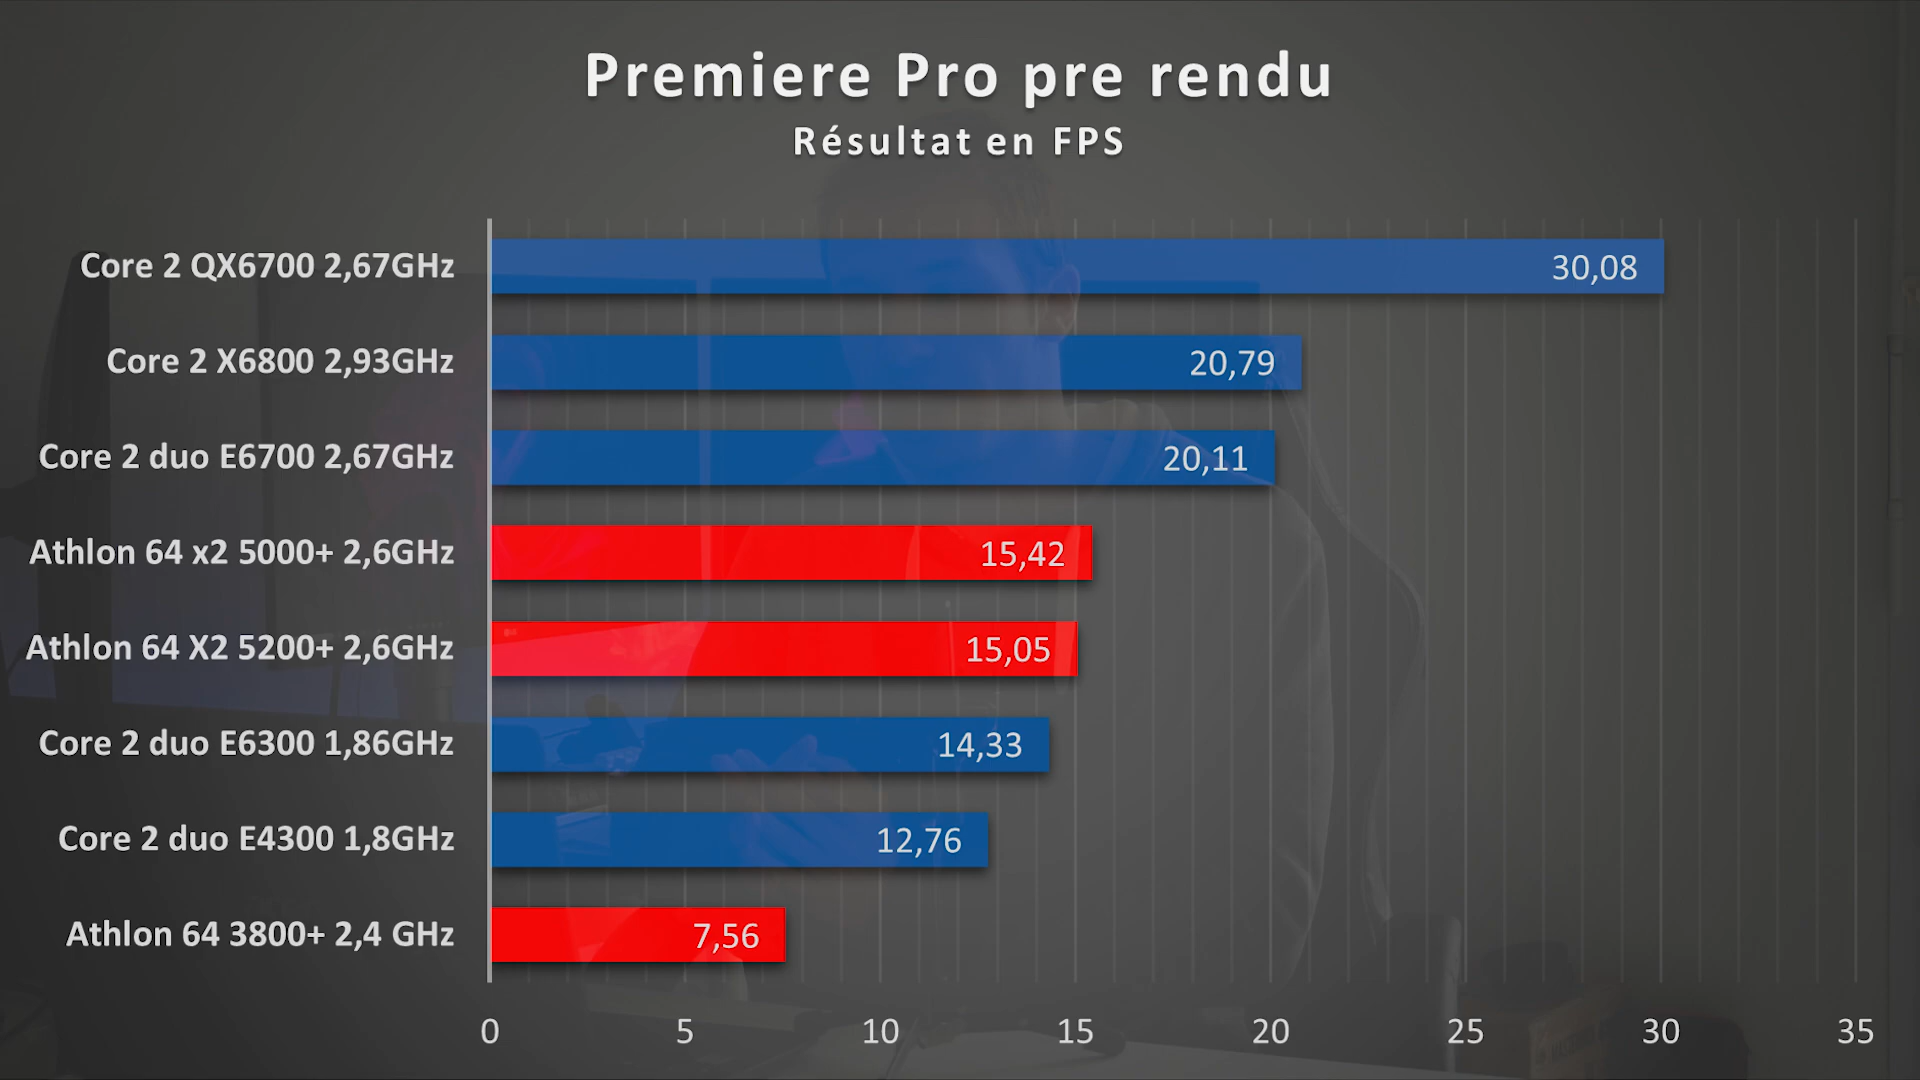 Premiere Pro pre rendu
Résultat en FPS
Core 2 QX6700 2,67GHz 30,08
Core 2 X6800 2,93GHz 20,79
Core 2 duo E6700 2,67GHz 20,11
Athlon 64 x2 5000+ 2,6GHz 15,42
Athlon 64 X2 5200+ 2,6GHz 15,05
Core 2 duo E6300 1,86GHz 14,33
Core 2 duo E4300 1,8GHz 12,76
Athlon 64 3800+ 2,4 GHz 7,56
0 5 10 15 20 25 30 35